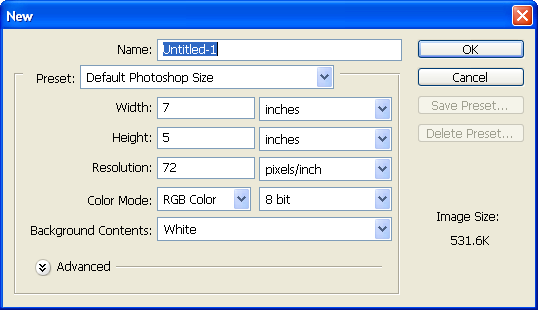 New
Name: Untitled-1 OK
Preset: Default Photoshop Size Cancel
Width: 7 inches Save Preset...
Height: 5 inches Delete Preset...
Resolution: 72 pixels/inch
Color Mode: RGB Color 8 bit
Image Size:
Background Contents: White
531.6K
Advanced